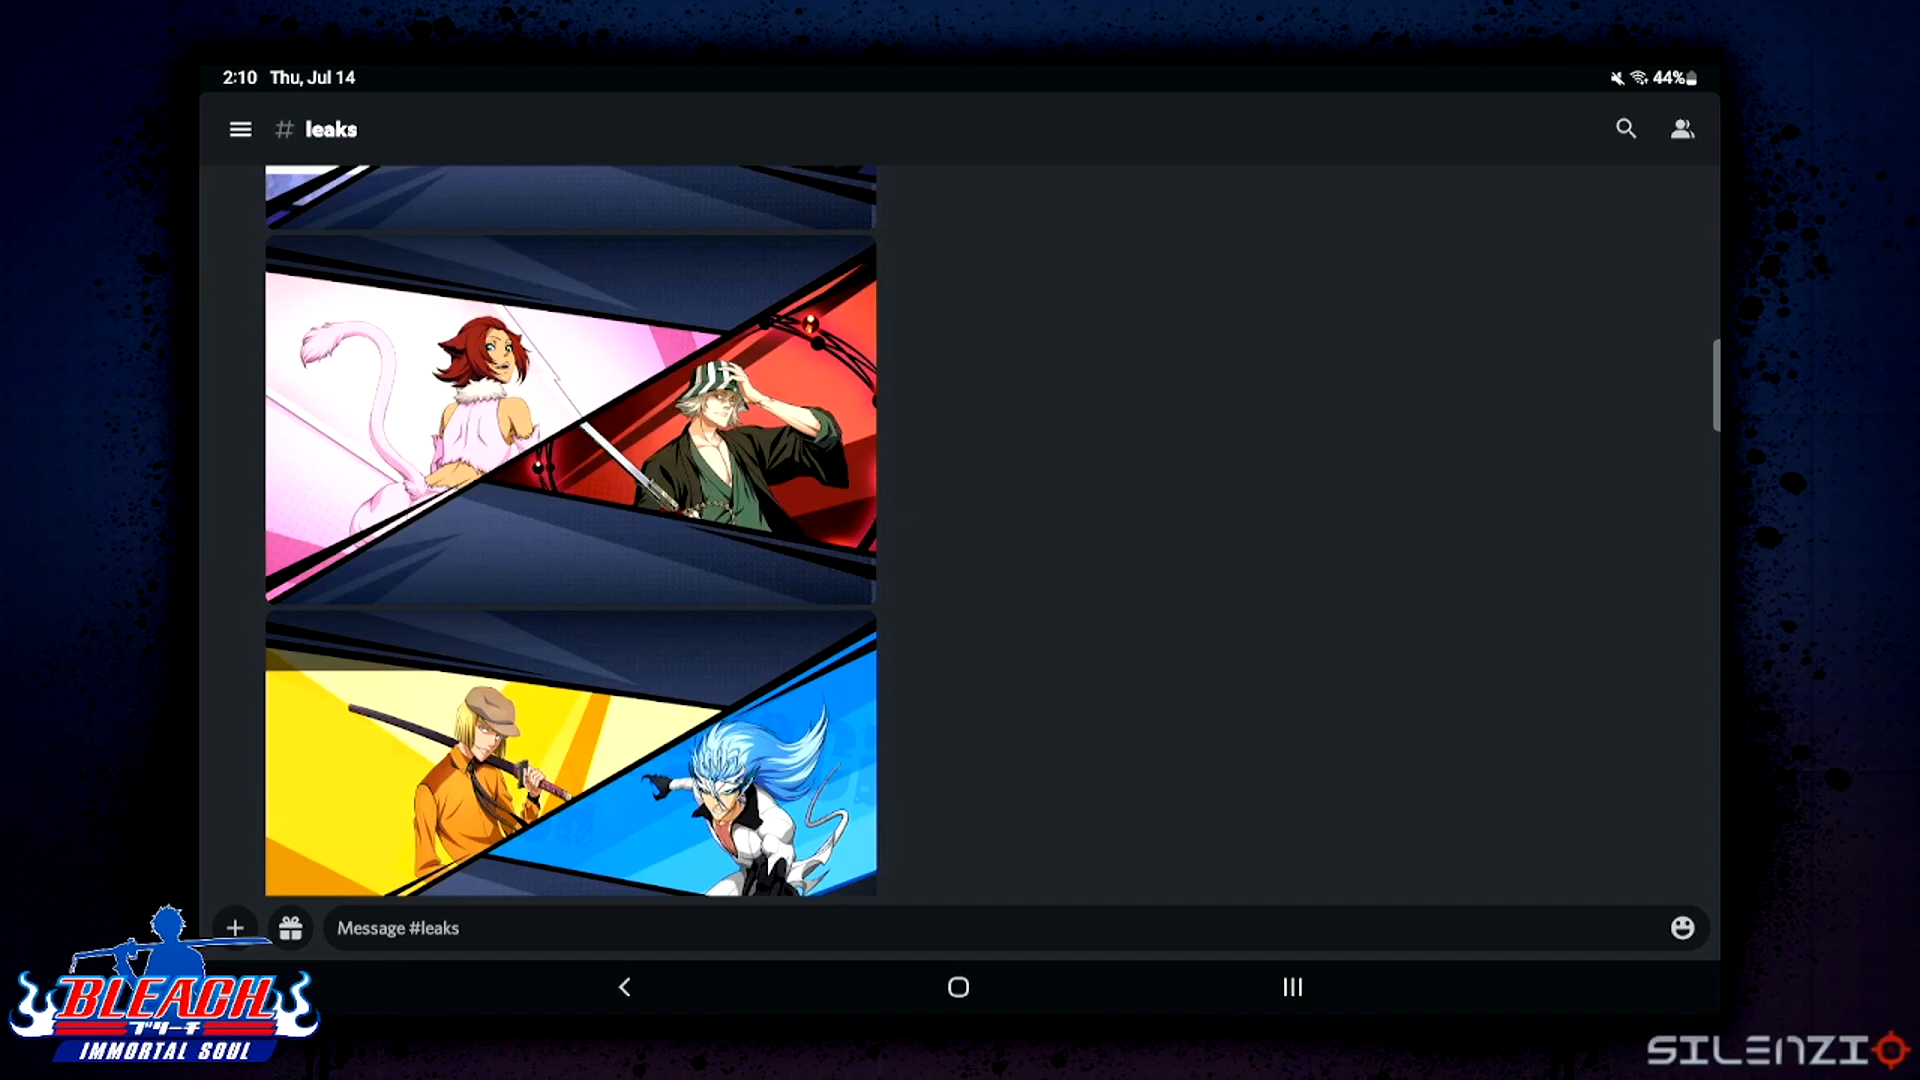 2:10 Thu, Jul 14
44%
# leaks
Message #leaks
BLEACH
ブリーチ
IMMORTAL SOUL
SILENZIO